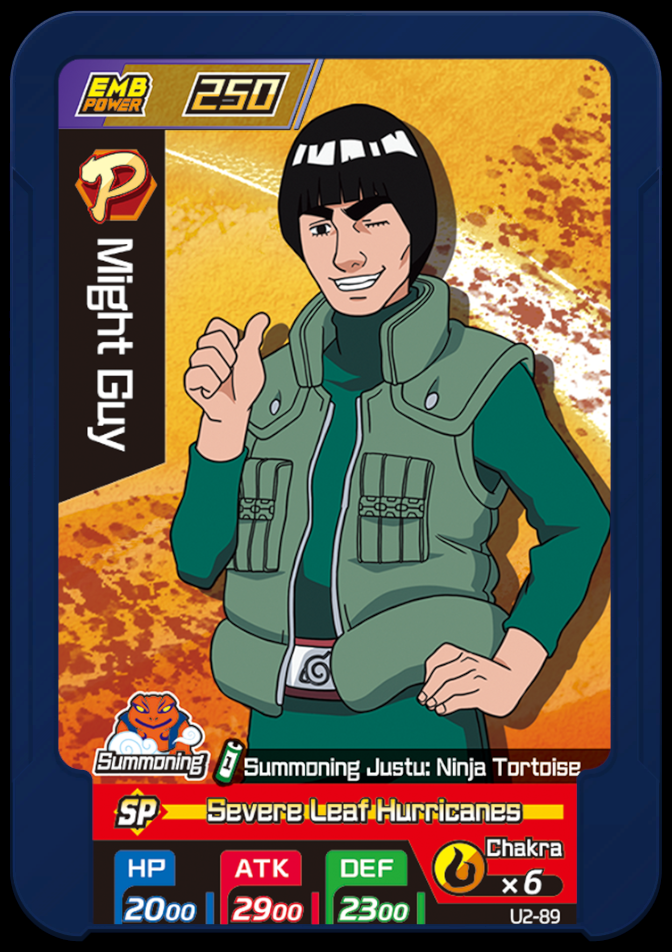 EMB
POWER
250
P
Might Guy
Summoning
1 Summoning Justu: Ninja Tortoise
SP Severe Leaf Hurricanes
HP
2000
ATK
2900
DEF
2300
Chakra
×6
U2-89